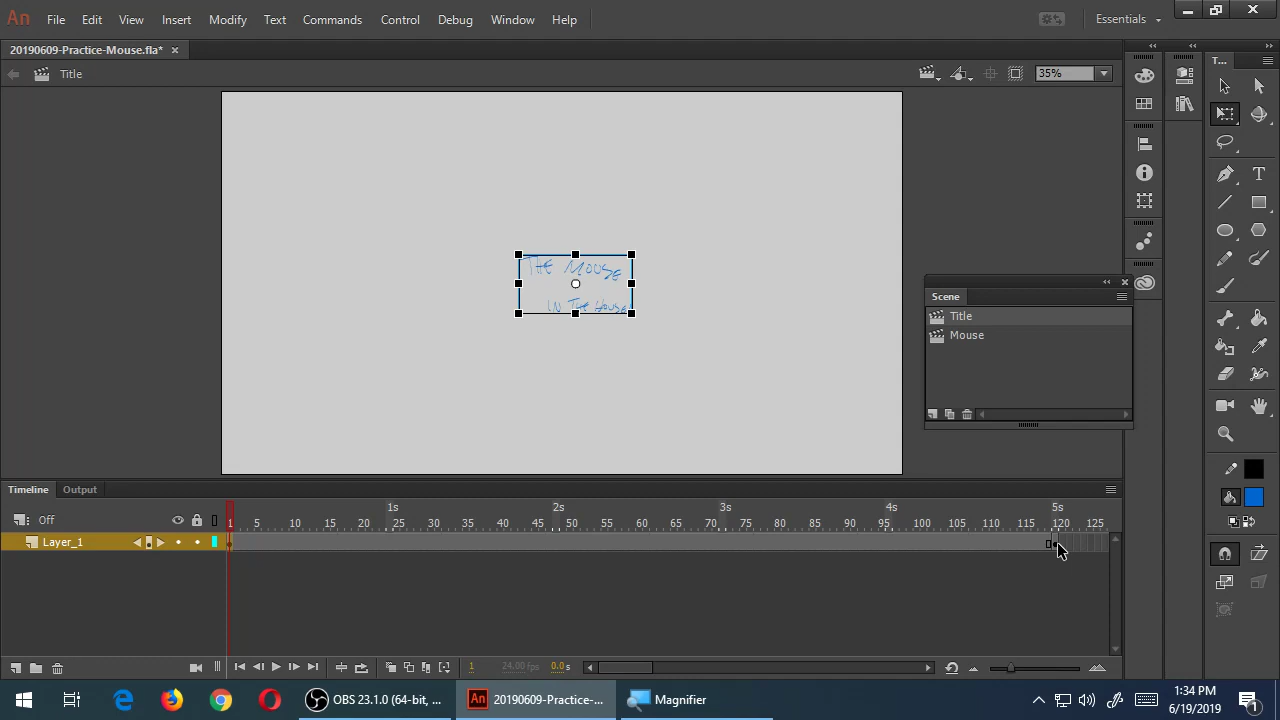 An File Edit View Insert Modify Text Commands Control Debug Window Help Essentials
20190609-Practice-Mouse.fla* ×
Title 35%
T...
THE MOUSE
IN THE HOUSE
Scene
Title
Mouse
Timeline Output
1s 2s 3s 4s 5s
Off 1 5 10 15 20 25 30 35 40 45 50 55 60 65 70 75 80 85 90 95 100 105 110 115 120 125
Layer_1
1 24.00 fps 0.0 s
OBS 23.1.0 (64-bit, ... An 20190609-Practice-... Magnifier
1:34 PM
6/19/2019
1